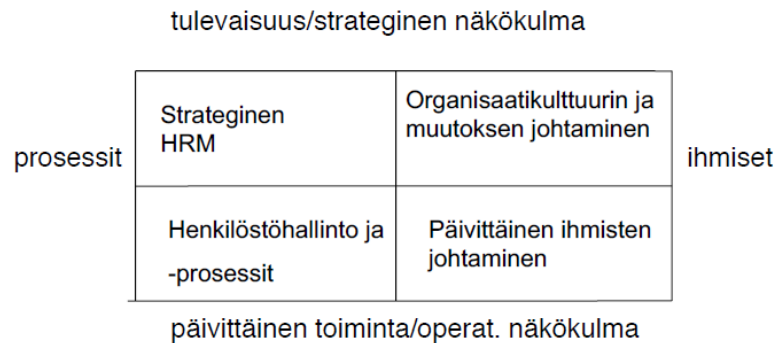 tulevaisuus/strateginen näkökulma
Strateginen
HRM
Organisaatikulttuurin ja
muutoksen johtaminen
prosessit
ihmiset
Henkilöstöhallinto ja
-prosessit
Päivittäinen ihmisten
johtaminen
päivittäinen toiminta/operat. näkökulma